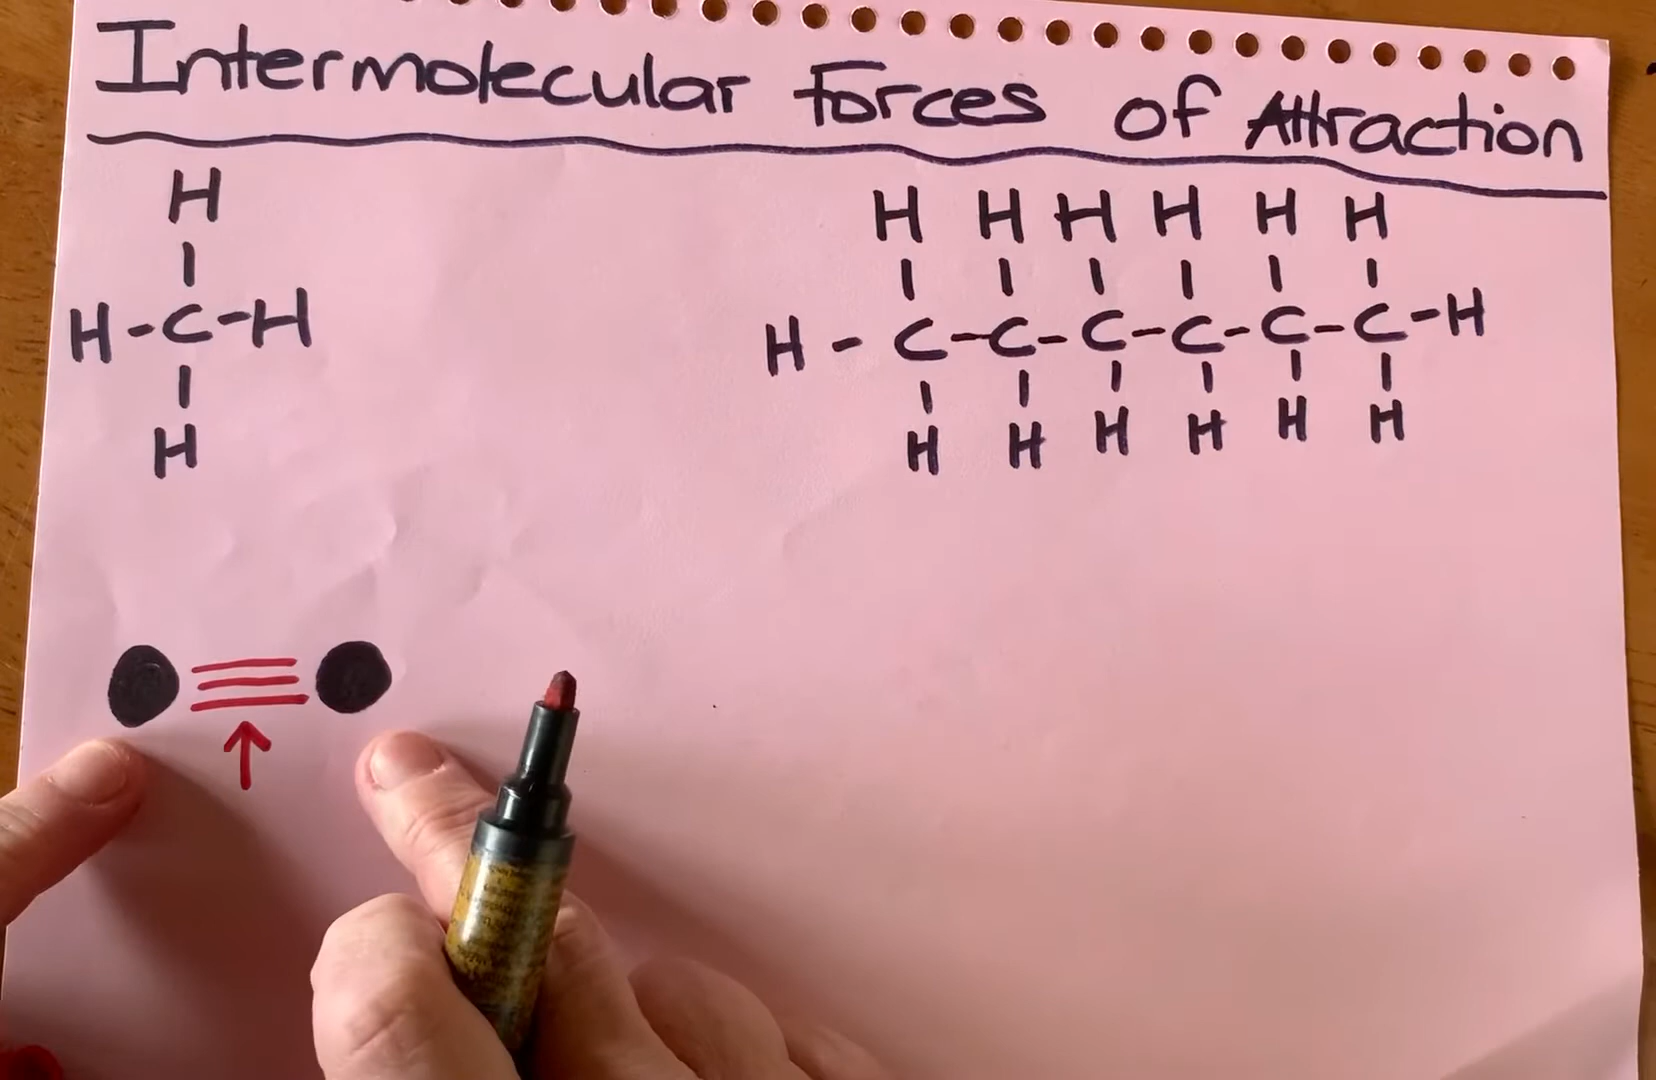 Intermolecular Forces of Attraction
H
H-C-H
H
H H H H H H
H-C-C-C-C-C-C-H
H H H H H H